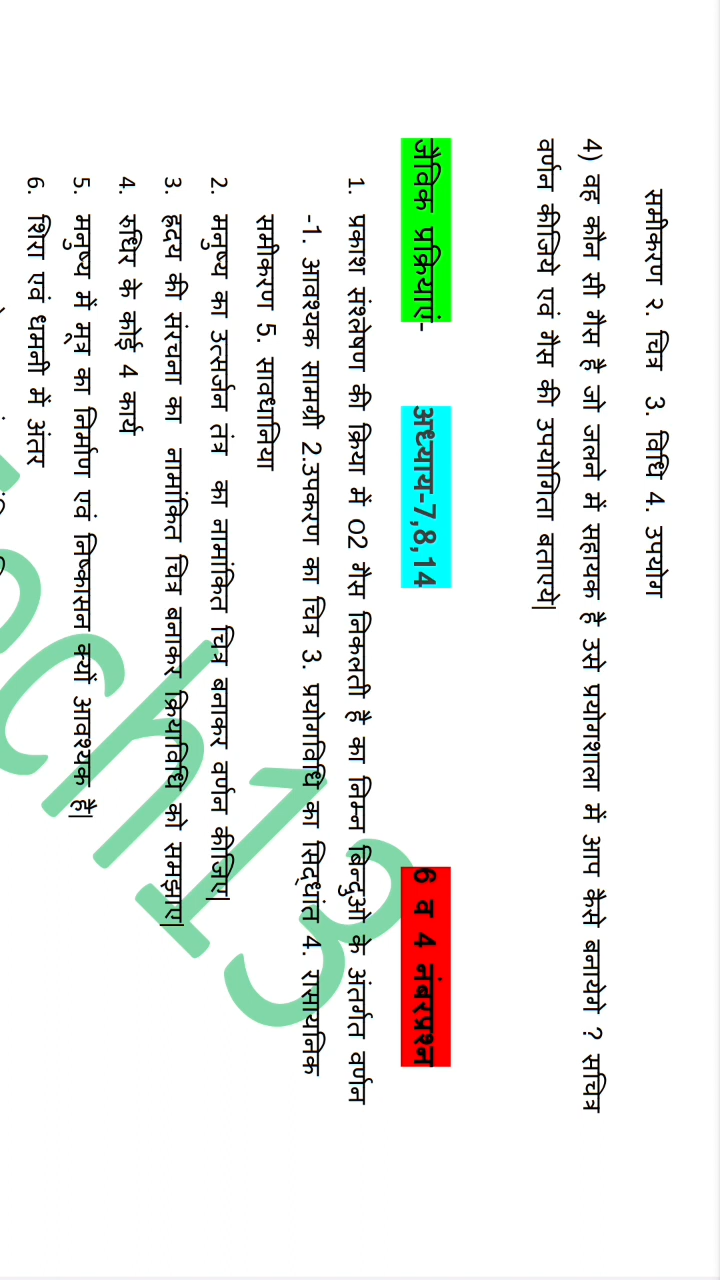 समीकरण २. चित्र 3. विधि 4. उपयोग
4) वह कौन सी गैस है जो जलने में सहायक है उसे प्रयोगशाला में आप कैसे बनायेगे ? सचित्र
वर्णन कीजिये एवं गैस की उपयोगिता बताएये|
जैविक प्रक्रियाएं- अध्याय-7,8,14 6 व 4 नंबरप्रश्न
1. प्रकाश संश्लेषण की क्रिया में O2 गैस निकलती है का निम्न बिन्दुओ के अंतर्गत वर्णन
-1. आवश्यक सामग्री 2.उपकरण का चित्र 3. प्रयोगविधि का सिद्धांत 4. रासायनिक
समीकरण 5. सावधानिया
2. मनुष्य का उत्सर्जन तंत्र का नामांकित चित्र बनाकर वर्णन कीजिए|
3. ह्रदय की संरचना का नामांकित चित्र बनाकर क्रियाविधि को समझाए|
4. रुधिर के कोई 4 कार्य
5. मनुष्य में मूत्र का निर्माण एवं निष्कासन क्यों आवश्यक है|
6. शिरा एवं धमनी में अंतर
ch13